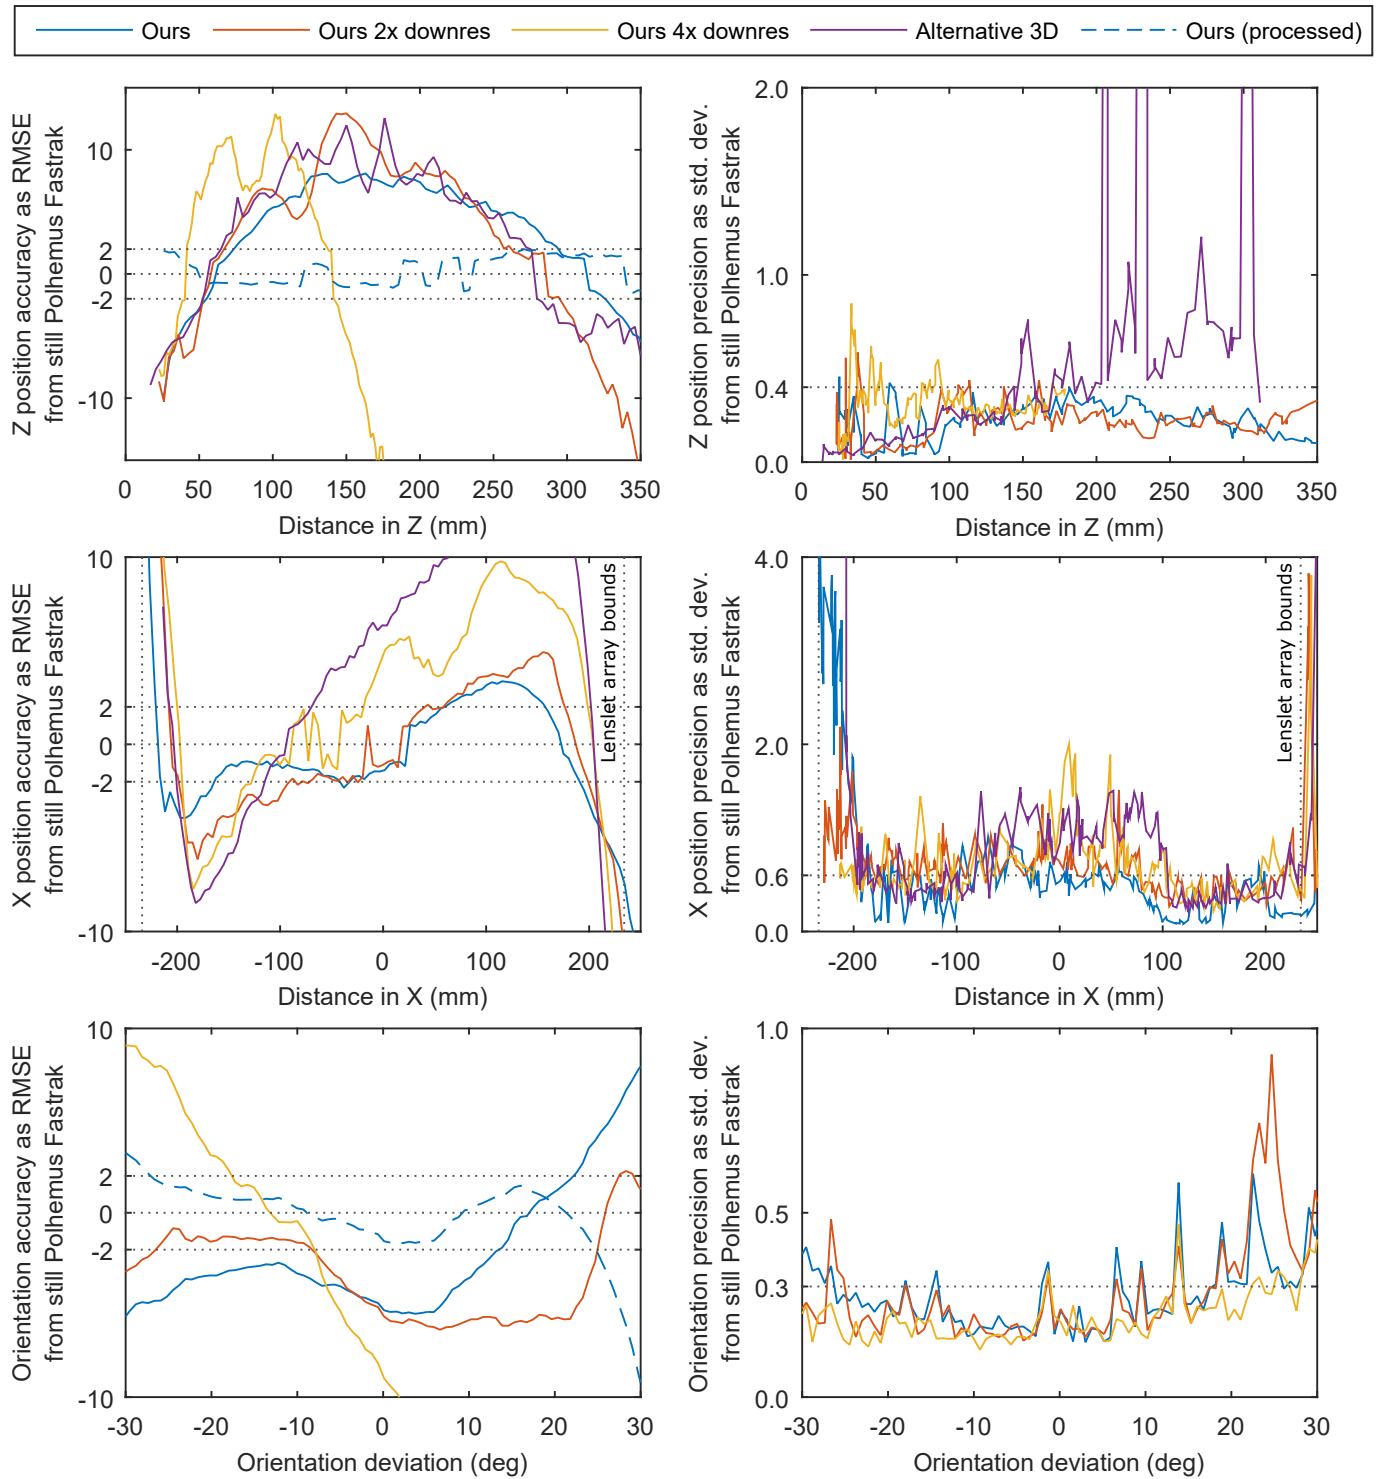 Ours Ours 2x downres Ours 4x downres Alternative 3D Ours (processed)
Z position accuracy as RMSE
from still Polhemus Fastrak
10
2
0
-2
-10
0 50 100 150 200 250 300 350
Distance in Z (mm)
Z position precision as std. dev.
from still Polhemus Fastrak
2.0
1.0
0.4
0.0
0 50 100 150 200 250 300 350
Distance in Z (mm)
X position accuracy as RMSE
from still Polhemus Fastrak
10
2
0
-2
-10
Lenslet array bounds
-200 -100 0 100 200
Distance in X (mm)
X position precision as std. dev.
from still Polhemus Fastrak
4.0
2.0
0.6
0.0
Lenslet array bounds
-200 -100 0 100 200
Distance in X (mm)
Orientation accuracy as RMSE
from still Polhemus Fastrak
10
2
0
-2
-10
-30 -20 -10 0 10 20 30
Orientation deviation (deg)
Orientation precision as std. dev.
from still Polhemus Fastrak
1.0
0.5
0.3
0.0
-30 -20 -10 0 10 20 30
Orientation deviation (deg)